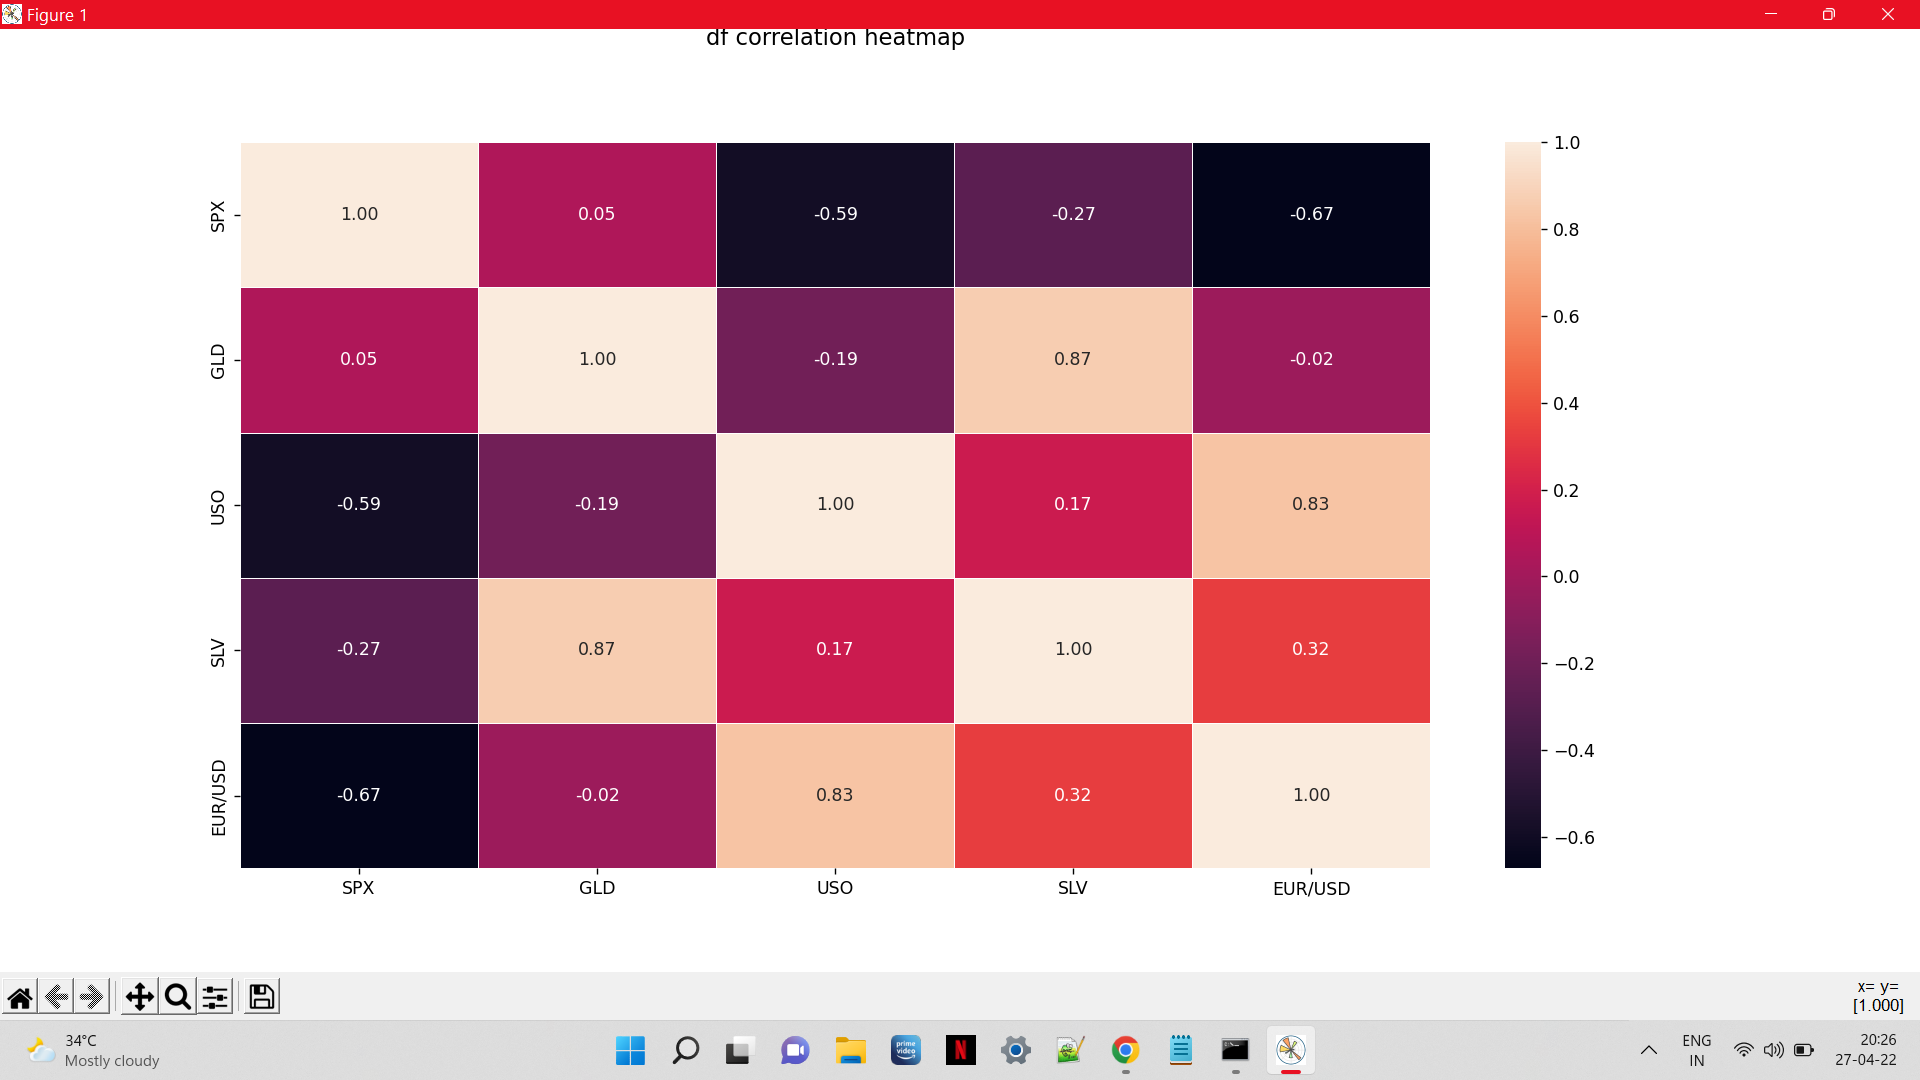 Figure 1
df correlation heatmap
SPX 1.00 0.05 -0.59 -0.27 -0.67
GLD 0.05 1.00 -0.19 0.87 -0.02
USO -0.59 -0.19 1.00 0.17 0.83
SLV -0.27 0.87 0.17 1.00 0.32
EUR/USD -0.67 -0.02 0.83 0.32 1.00
SPX GLD USO SLV EUR/USD
1.0
0.8
0.6
0.4
0.2
0.0
−0.2
−0.4
−0.6
x= y=
[1.000]
34°C
Mostly cloudy
prime
video
N
ENG
IN
20:26
27-04-22